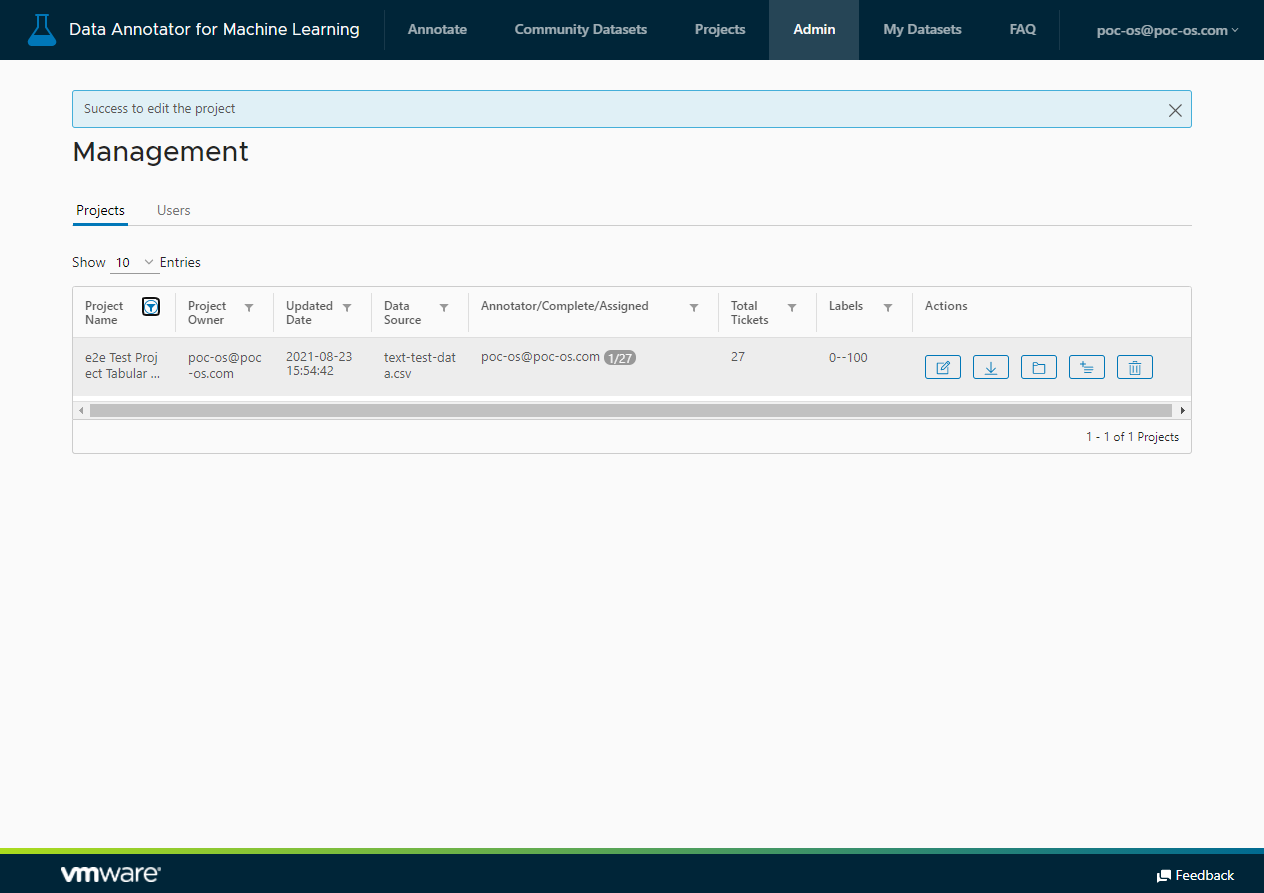 Data Annotator for Machine Learning
Annotate
Community Datasets
Projects
Admin
My Datasets
FAQ
poc-os@poc-os.com
Success to edit the project
Management
Projects
Users
Show 10 Entries
Project Name
Project Owner
Updated Date
Data Source
Annotator/Complete/Assigned
Total Tickets
Labels
Actions
e2e Test Proj
ect Tabular ...
poc-os@poc
-os.com
2021-08-23
15:54:42
text-test-dat
a.csv
poc-os@poc-os.com 1/27
27
0--100
1 - 1 of 1 Projects
vmware
Feedback